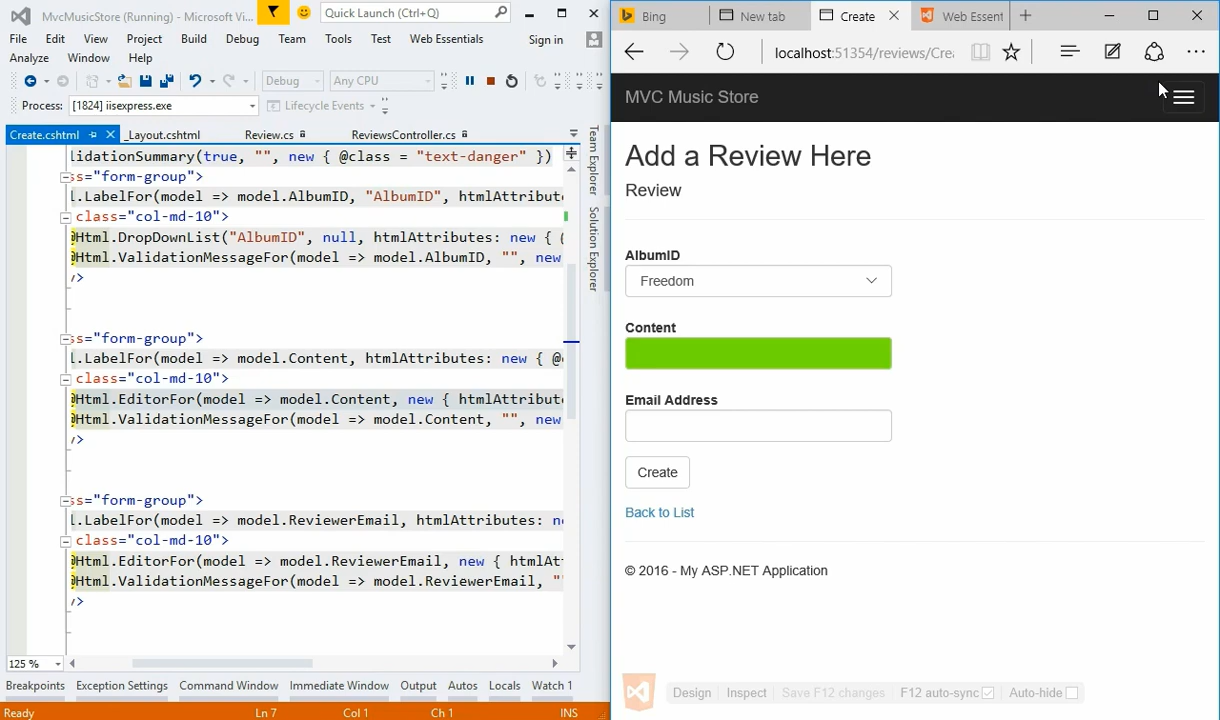 MvcMusicStore (Running) - Microsoft Vi...
Quick Launch (Ctrl+Q)
File Edit View Project Build Debug Team Tools Test Web Essentials Sign in
Analyze Window Help
Debug Any CPU
Process: [1824] iisexpress.exe Lifecycle Events
Create.cshtml _Layout.cshtml Review.cs ReviewsController.cs
lidationSummary(true, "", new { @class = "text-danger" })
ss="form-group">
l.LabelFor(model => model.AlbumID, "AlbumID", htmlAttribut
class="col-md-10">
@Html.DropDownList("AlbumID", null, htmlAttributes: new {
@Html.ValidationMessageFor(model => model.AlbumID, "", new
/>
ss="form-group">
l.LabelFor(model => model.Content, htmlAttributes: new { @
class="col-md-10">
@Html.EditorFor(model => model.Content, new { htmlAttribut
@Html.ValidationMessageFor(model => model.Content, "", new
/>
ss="form-group">
l.LabelFor(model => model.ReviewerEmail, htmlAttributes: n
class="col-md-10">
@Html.EditorFor(model => model.ReviewerEmail, new { htmlAt
@Html.ValidationMessageFor(model => model.ReviewerEmail, "
/>
125 %
Team Explorer
Solution Explorer
Breakpoints Exception Settings Command Window Immediate Window Output Autos Locals Watch 1
Ready Ln 7 Col 1 Ch 1 INS
Bing New tab Create Web Essent
localhost:51354/reviews/Cre
MVC Music Store
Add a Review Here
Review
AlbumID
Freedom
Content
Email Address
Create
Back to List
© 2016 - My ASP.NET Application
Design Inspect Save F12 changes F12 auto-sync Auto-hide